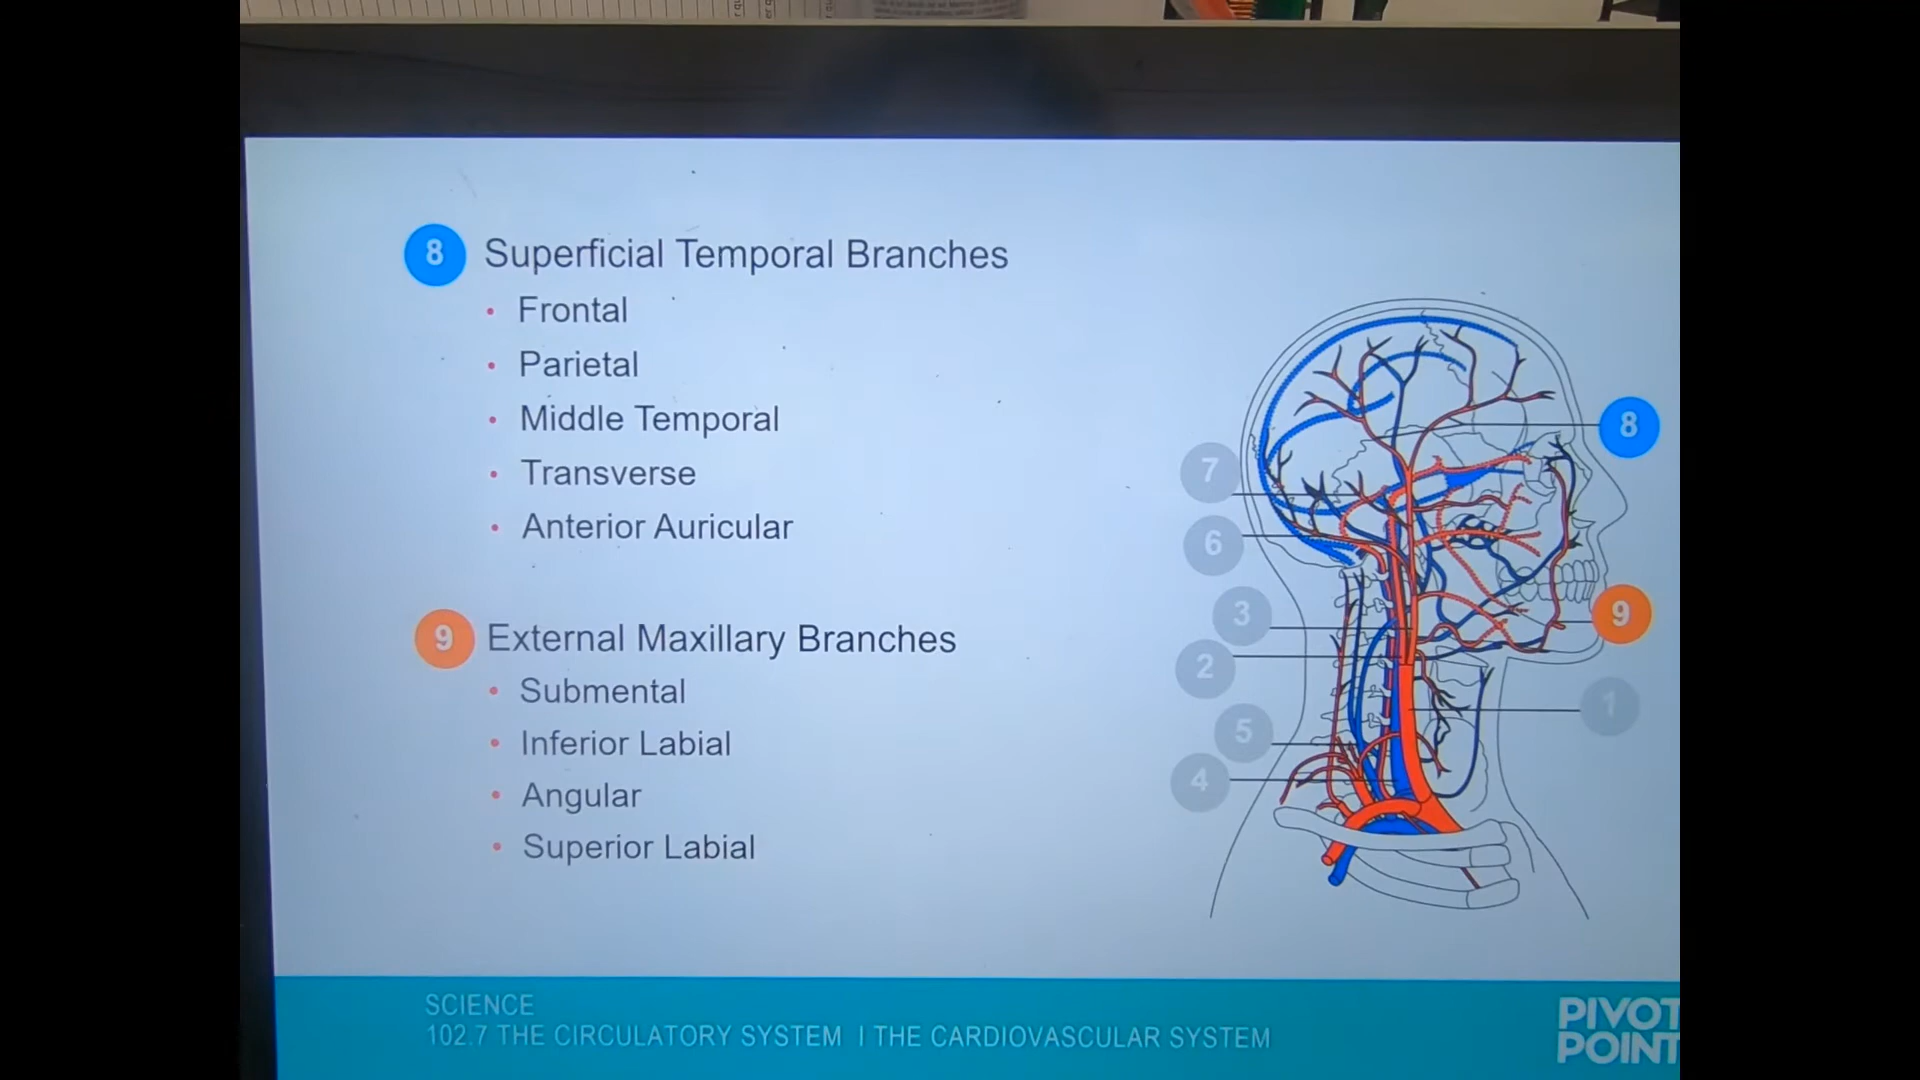 8 Superficial Temporal Branches
• Frontal
• Parietal
• Middle Temporal
• Transverse
• Anterior Auricular
9 External Maxillary Branches
• Submental
• Inferior Labial
• Angular
• Superior Labial
8
7
6
9
3
2
1
5
4
SCIENCE
102.7 THE CIRCULATORY SYSTEM | THE CARDIOVASCULAR SYSTEM
PIVOT
POINT